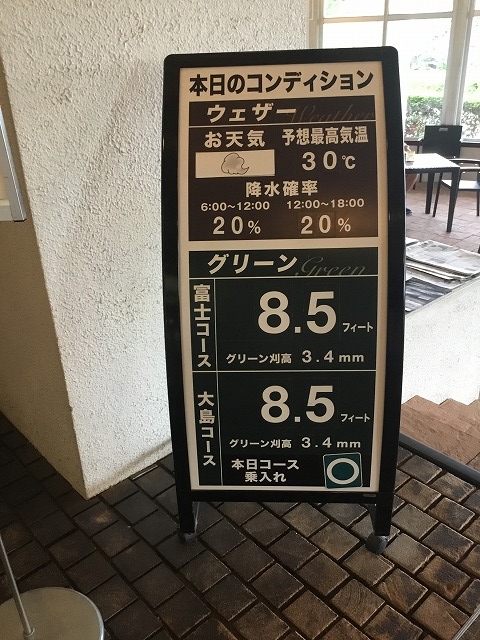 本日のコンディション
ウェザー Weather
お天気 予想最高気温
30℃
降水確率
6:00~12:00 12:00~18:00
20% 20%
グリーン Green
富士コース
8.5フィート
グリーン刈高 3.4mm
大島コース
8.5フィート
グリーン刈高 3.4mm
本日コース
乗入れ